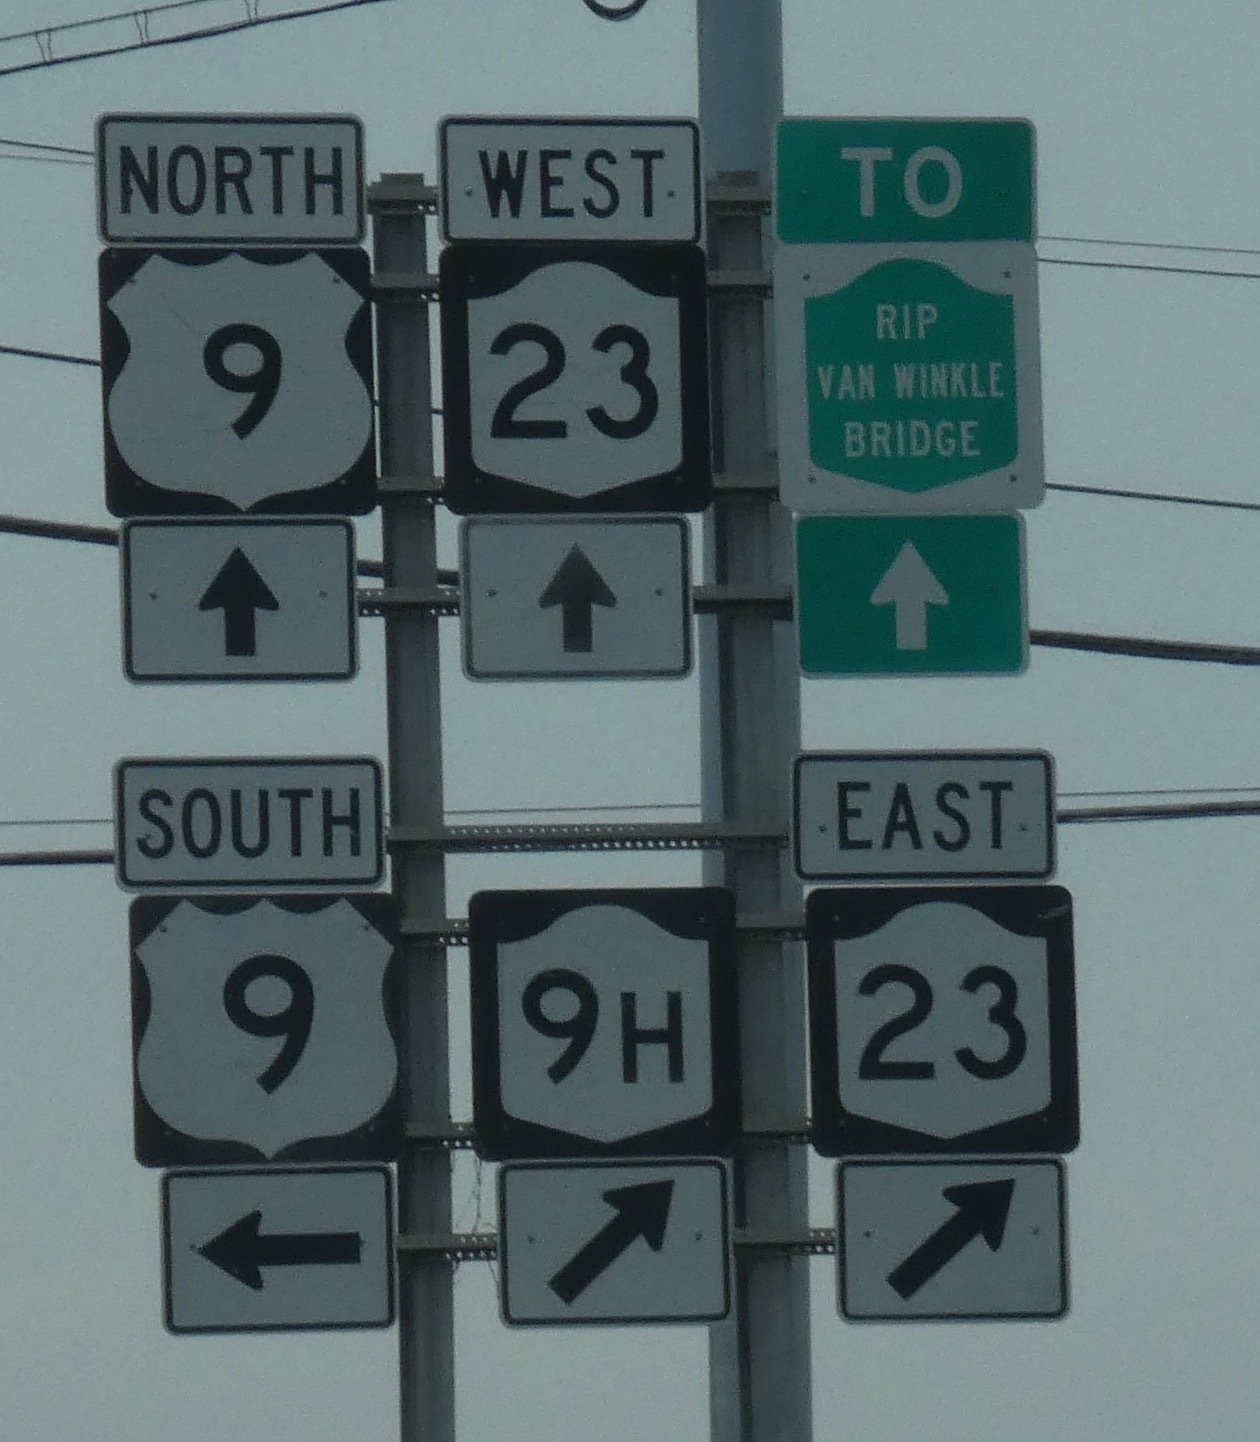 NORTH
WEST
TO
9
23
RIP
VAN WINKLE
BRIDGE
SOUTH
EAST
9
9H
23